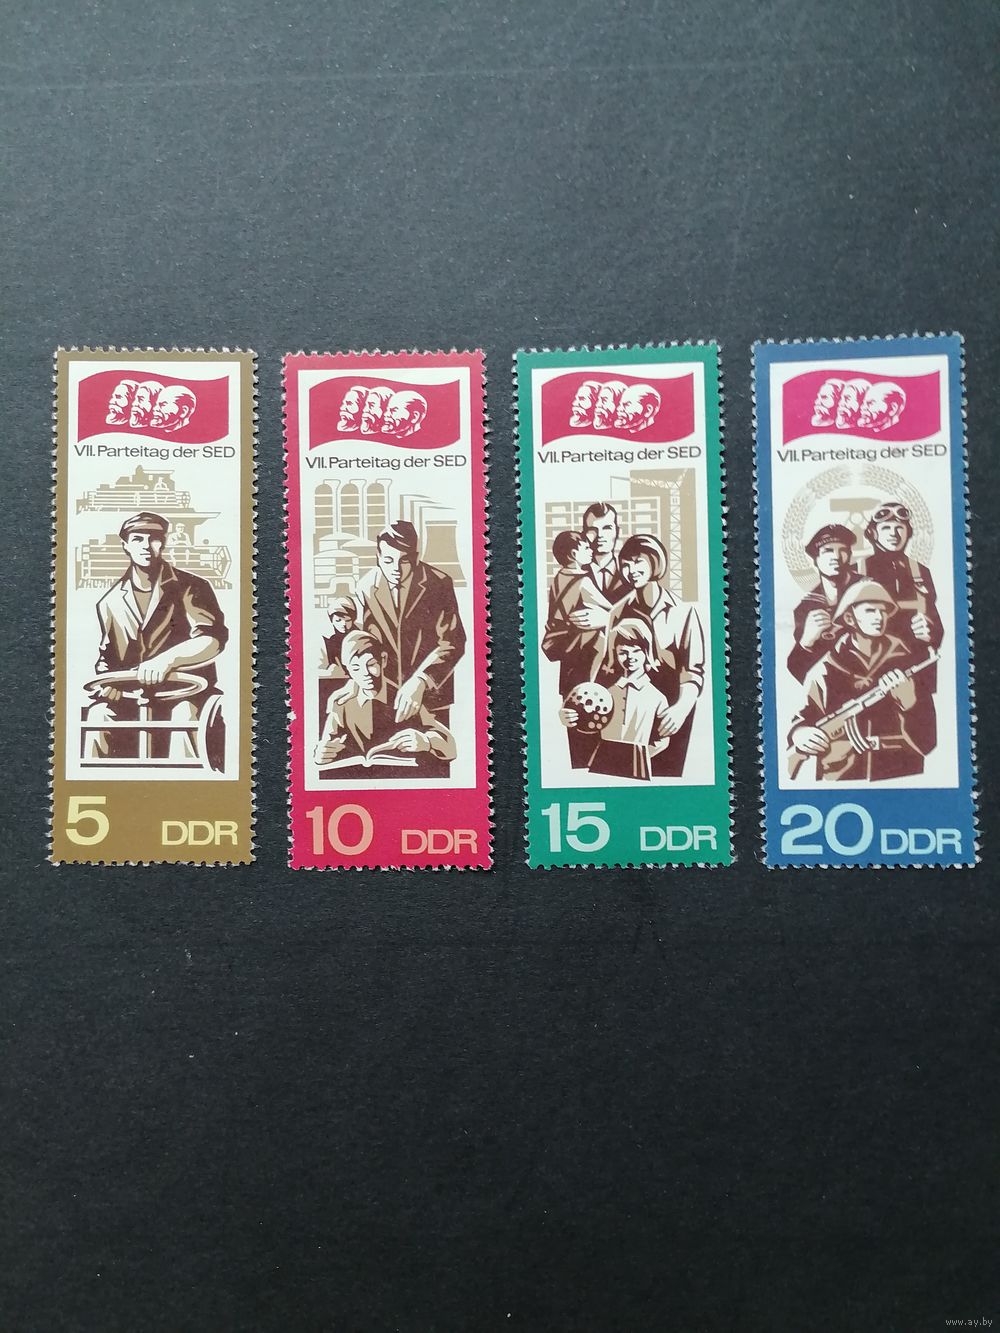 VII. Parteitag der SED
5 DDR
VII. Parteitag der SED
10 DDR
VII. Parteitag der SED
15 DDR
VII. Parteitag der SED
20 DDR
www.ay.by